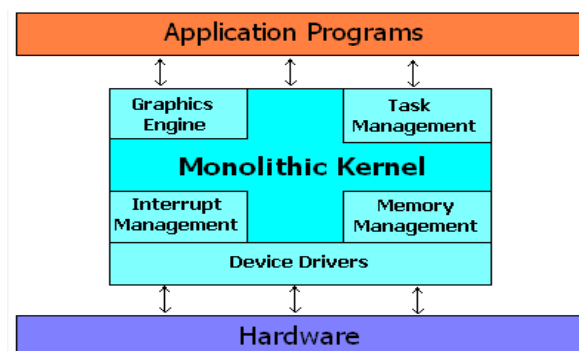 Application Programs
Graphics
Engine
Task
Management
Monolithic Kernel
Interrupt
Management
Memory
Management
Device Drivers
Hardware